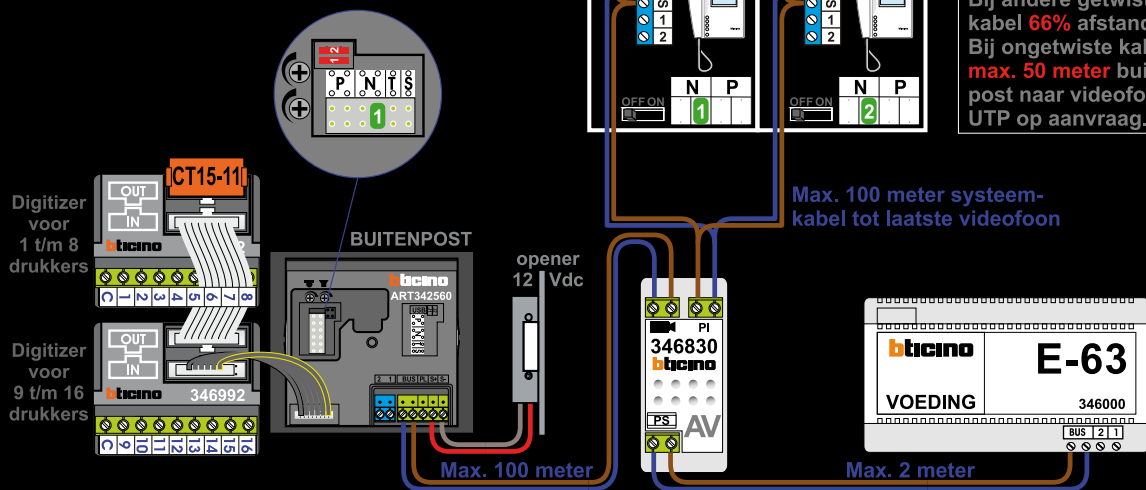 S
1
2
S
1
2
N P
OFF ON
1
N P
OFF ON
2
Bij andere getwiste
kabel 66% afstand
Bij ongetwiste
max. 50 meter
post naar
UTP op aanvraag.
1 2
P N T S
1
Digitizer
voor
1 t/m 8
drukkers
OUT
IN
CT15-11
bticino
C 1 2 3 4 5 6 7 8
Digitizer
voor
9 t/m 16
drukkers
OUT
IN
bticino 346992
C 9 10 11 12 13 14 15 16
BUITENPOST
bticino
ART342560
2 1 BUS PL S+ S-
opener
12 Vdc
Max. 100 meter systeem-
kabel tot laatste videofoon
PI
346830
bticino
PS
AV
bticino
VOEDING
E-63
346000
BUS 2 1
Max. 100 meter
Max. 2 meter